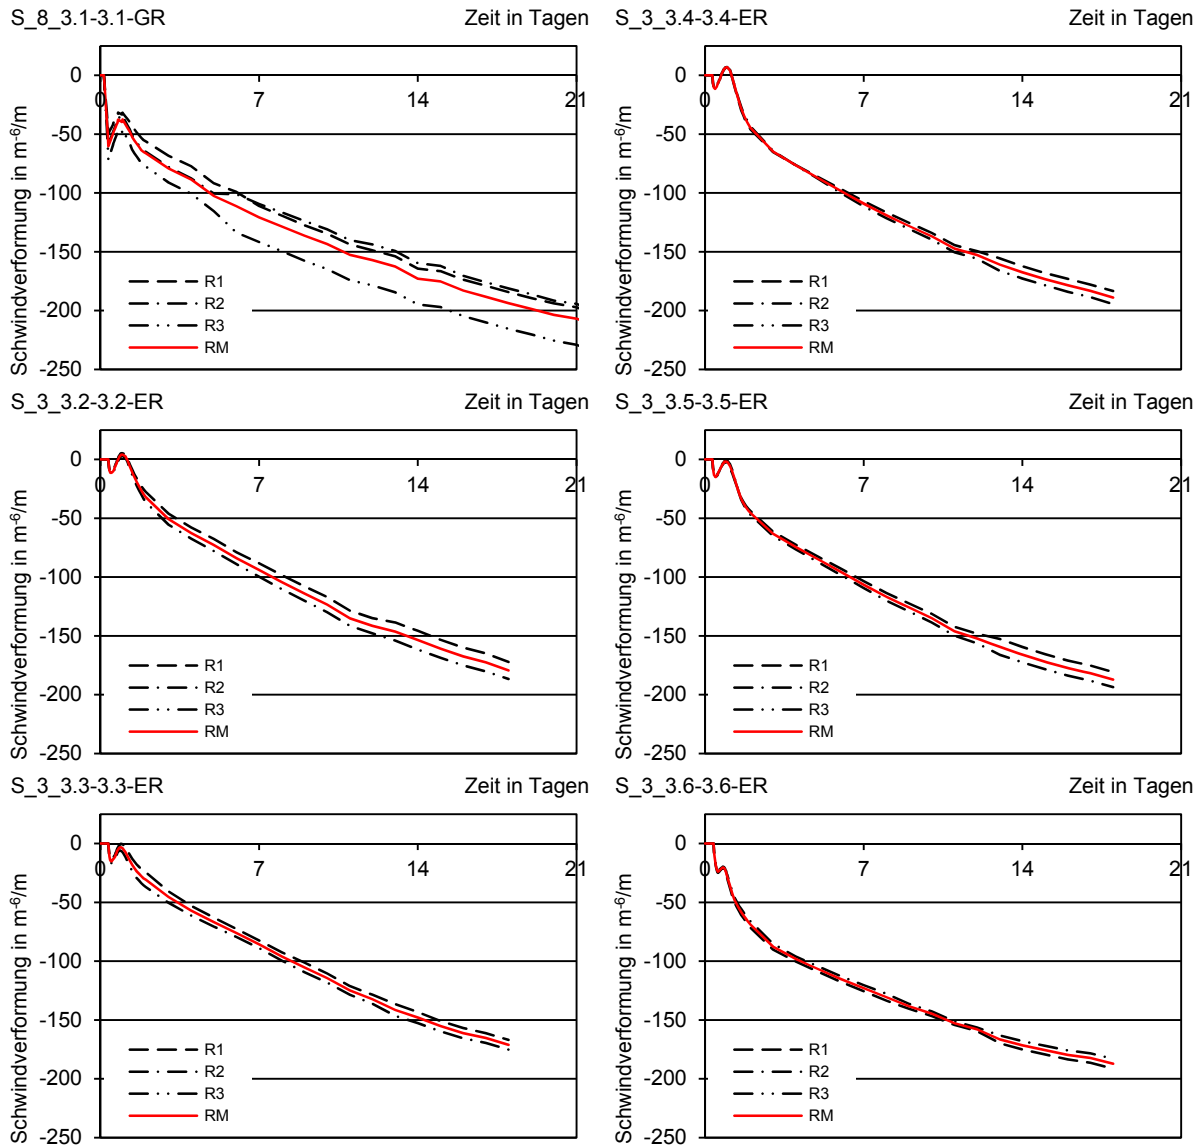 S_8_3.1-3.1-GR Zeit in Tagen
Schwindverformung in m⁻⁶/m
0
-50
-100
-150
-200
-250
0 7 14 21
R1
R2
R3
RM
S_3_3.4-3.4-ER Zeit in Tagen
Schwindverformung in m⁻⁶/m
0
-50
-100
-150
-200
-250
0 7 14 21
R1
R2
R3
RM
S_3_3.2-3.2-ER Zeit in Tagen
Schwindverformung in m⁻⁶/m
0
-50
-100
-150
-200
-250
0 7 14 21
R1
R2
R3
RM
S_3_3.5-3.5-ER Zeit in Tagen
Schwindverformung in m⁻⁶/m
0
-50
-100
-150
-200
-250
0 7 14 21
R1
R2
R3
RM
S_3_3.3-3.3-ER Zeit in Tagen
Schwindverformung in m⁻⁶/m
0
-50
-100
-150
-200
-250
0 7 14 21
R1
R2
R3
RM
S_3_3.6-3.6-ER Zeit in Tagen
Schwindverformung in m⁻⁶/m
0
-50
-100
-150
-200
-250
0 7 14 21
R1
R2
R3
RM